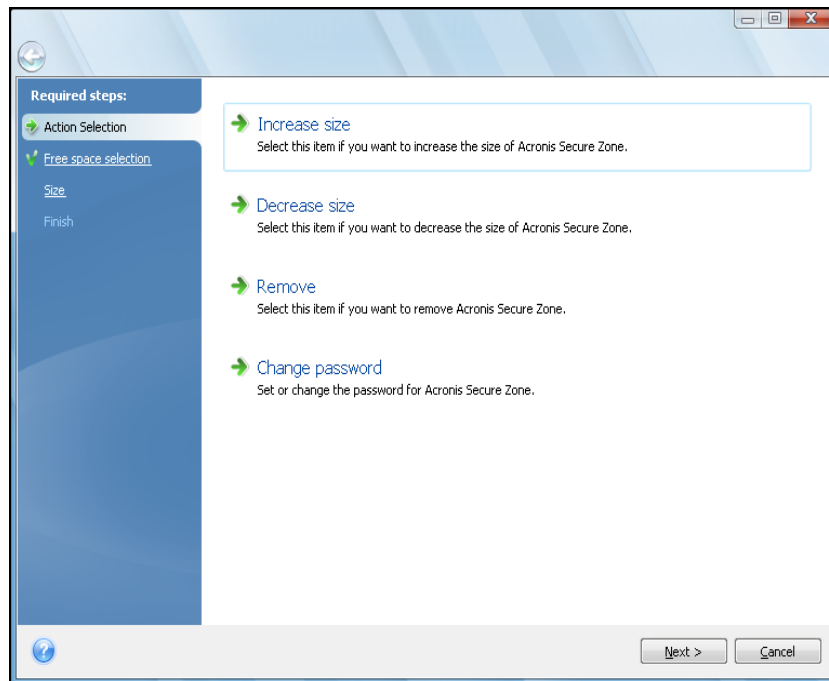 Required steps:
Action Selection
Free space selection
Size
Finish
Increase size
Select this item if you want to increase the size of Acronis Secure Zone.
Decrease size
Select this item if you want to decrease the size of Acronis Secure Zone.
Remove
Select this item if you want to remove Acronis Secure Zone.
Change password
Set or change the password for Acronis Secure Zone.
Next >
Cancel